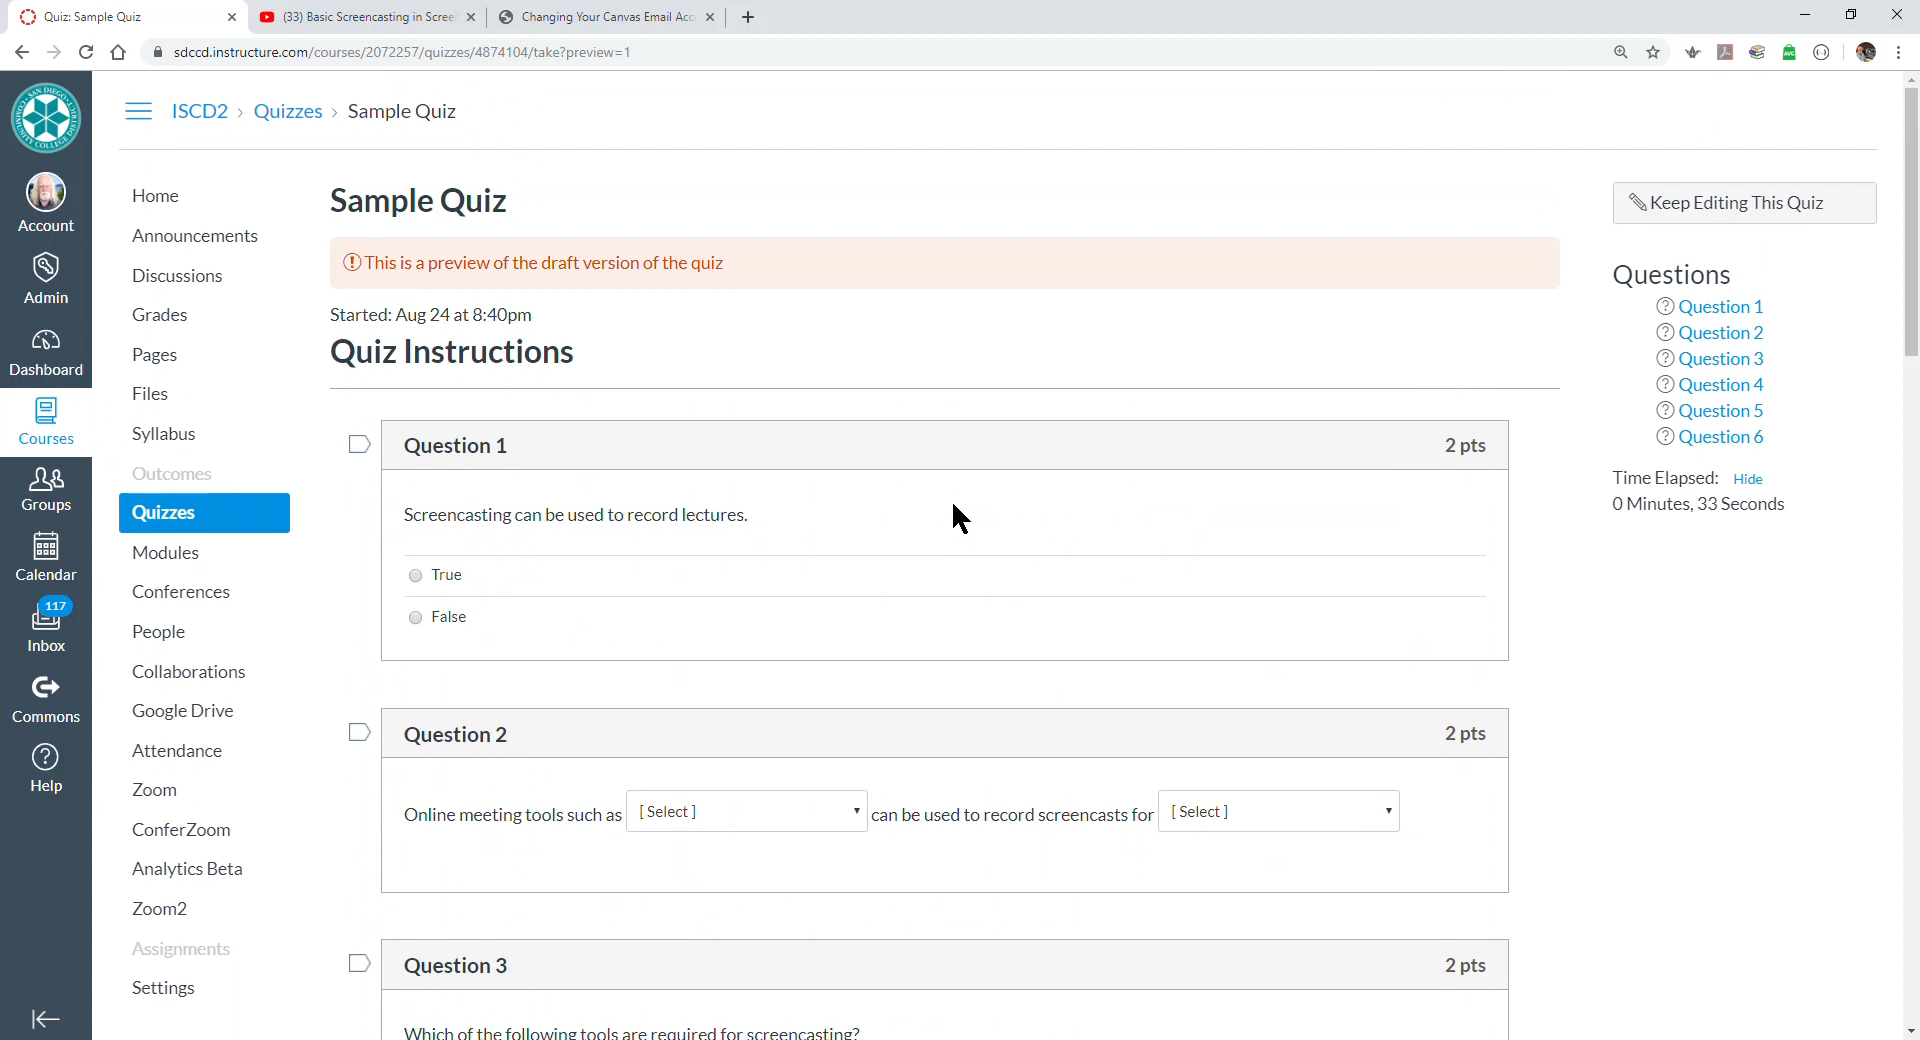 Quiz: Sample Quiz
(33) Basic Screencasting in Scree
Changing Your Canvas Email Acc
sdccd.instructure.com/courses/2072257/quizzes/4874104/take?preview=1
SAN DIEGO
COMMUNITY COLLEGE DISTRICT
Account
Admin
Dashboard
Courses
Groups
Calendar
117
Inbox
Commons
Help
ISCD2 › Quizzes › Sample Quiz
Home
Announcements
Discussions
Grades
Pages
Files
Syllabus
Outcomes
Quizzes
Modules
Conferences
People
Collaborations
Google Drive
Attendance
Zoom
ConferZoom
Analytics Beta
Zoom2
Assignments
Settings
Sample Quiz
This is a preview of the draft version of the quiz
Started: Aug 24 at 8:40pm
Quiz Instructions
Question 1 2 pts
Screencasting can be used to record lectures.
True
False
Question 2 2 pts
Online meeting tools such as [ Select ] can be used to record screencasts for [ Select ]
Question 3 2 pts
Which of the following tools are required for screencasting?
Keep Editing This Quiz
Questions
Question 1
Question 2
Question 3
Question 4
Question 5
Question 6
Time Elapsed: Hide
0 Minutes, 33 Seconds